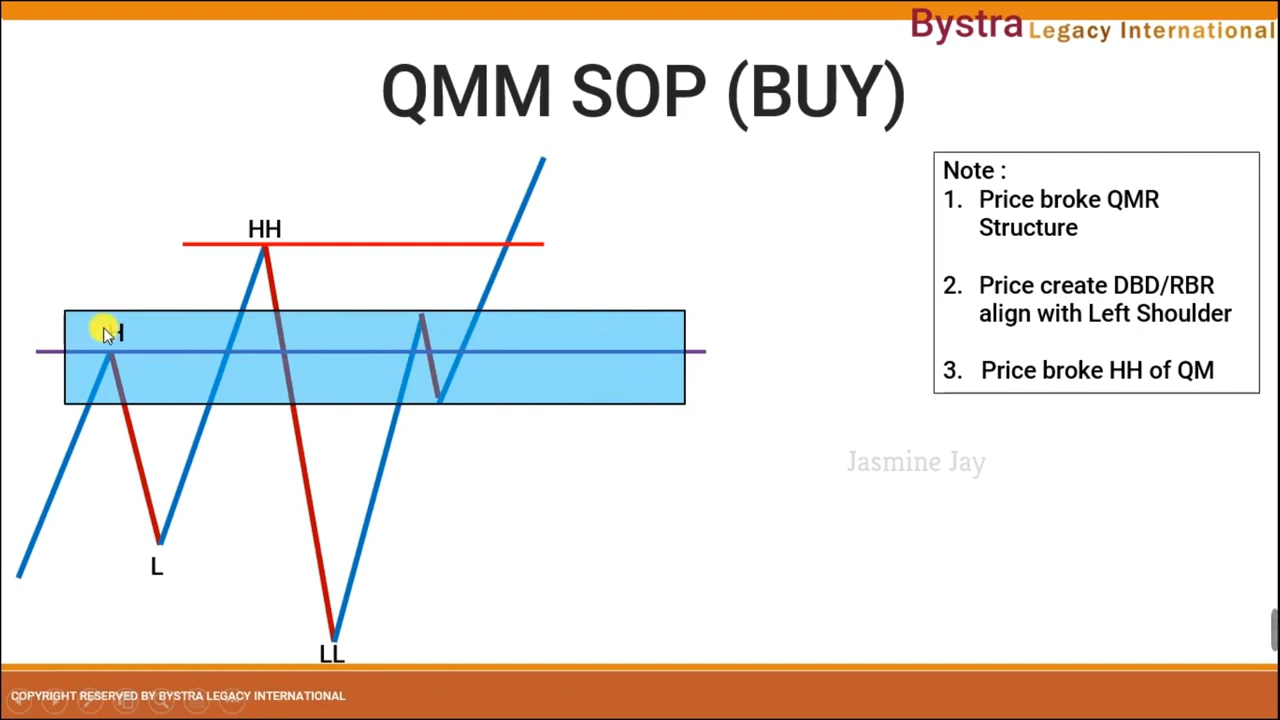 Bystra Legacy International
QMM SOP (BUY)
Note :
1. Price broke QMR
Structure
2. Price create DBD/RBR
align with Left Shoulder
3. Price broke HH of QM
HH
H
L
LL
Jasmine Jay
COPYRIGHT RESERVED BY BYSTRA LEGACY INTERNATIONAL